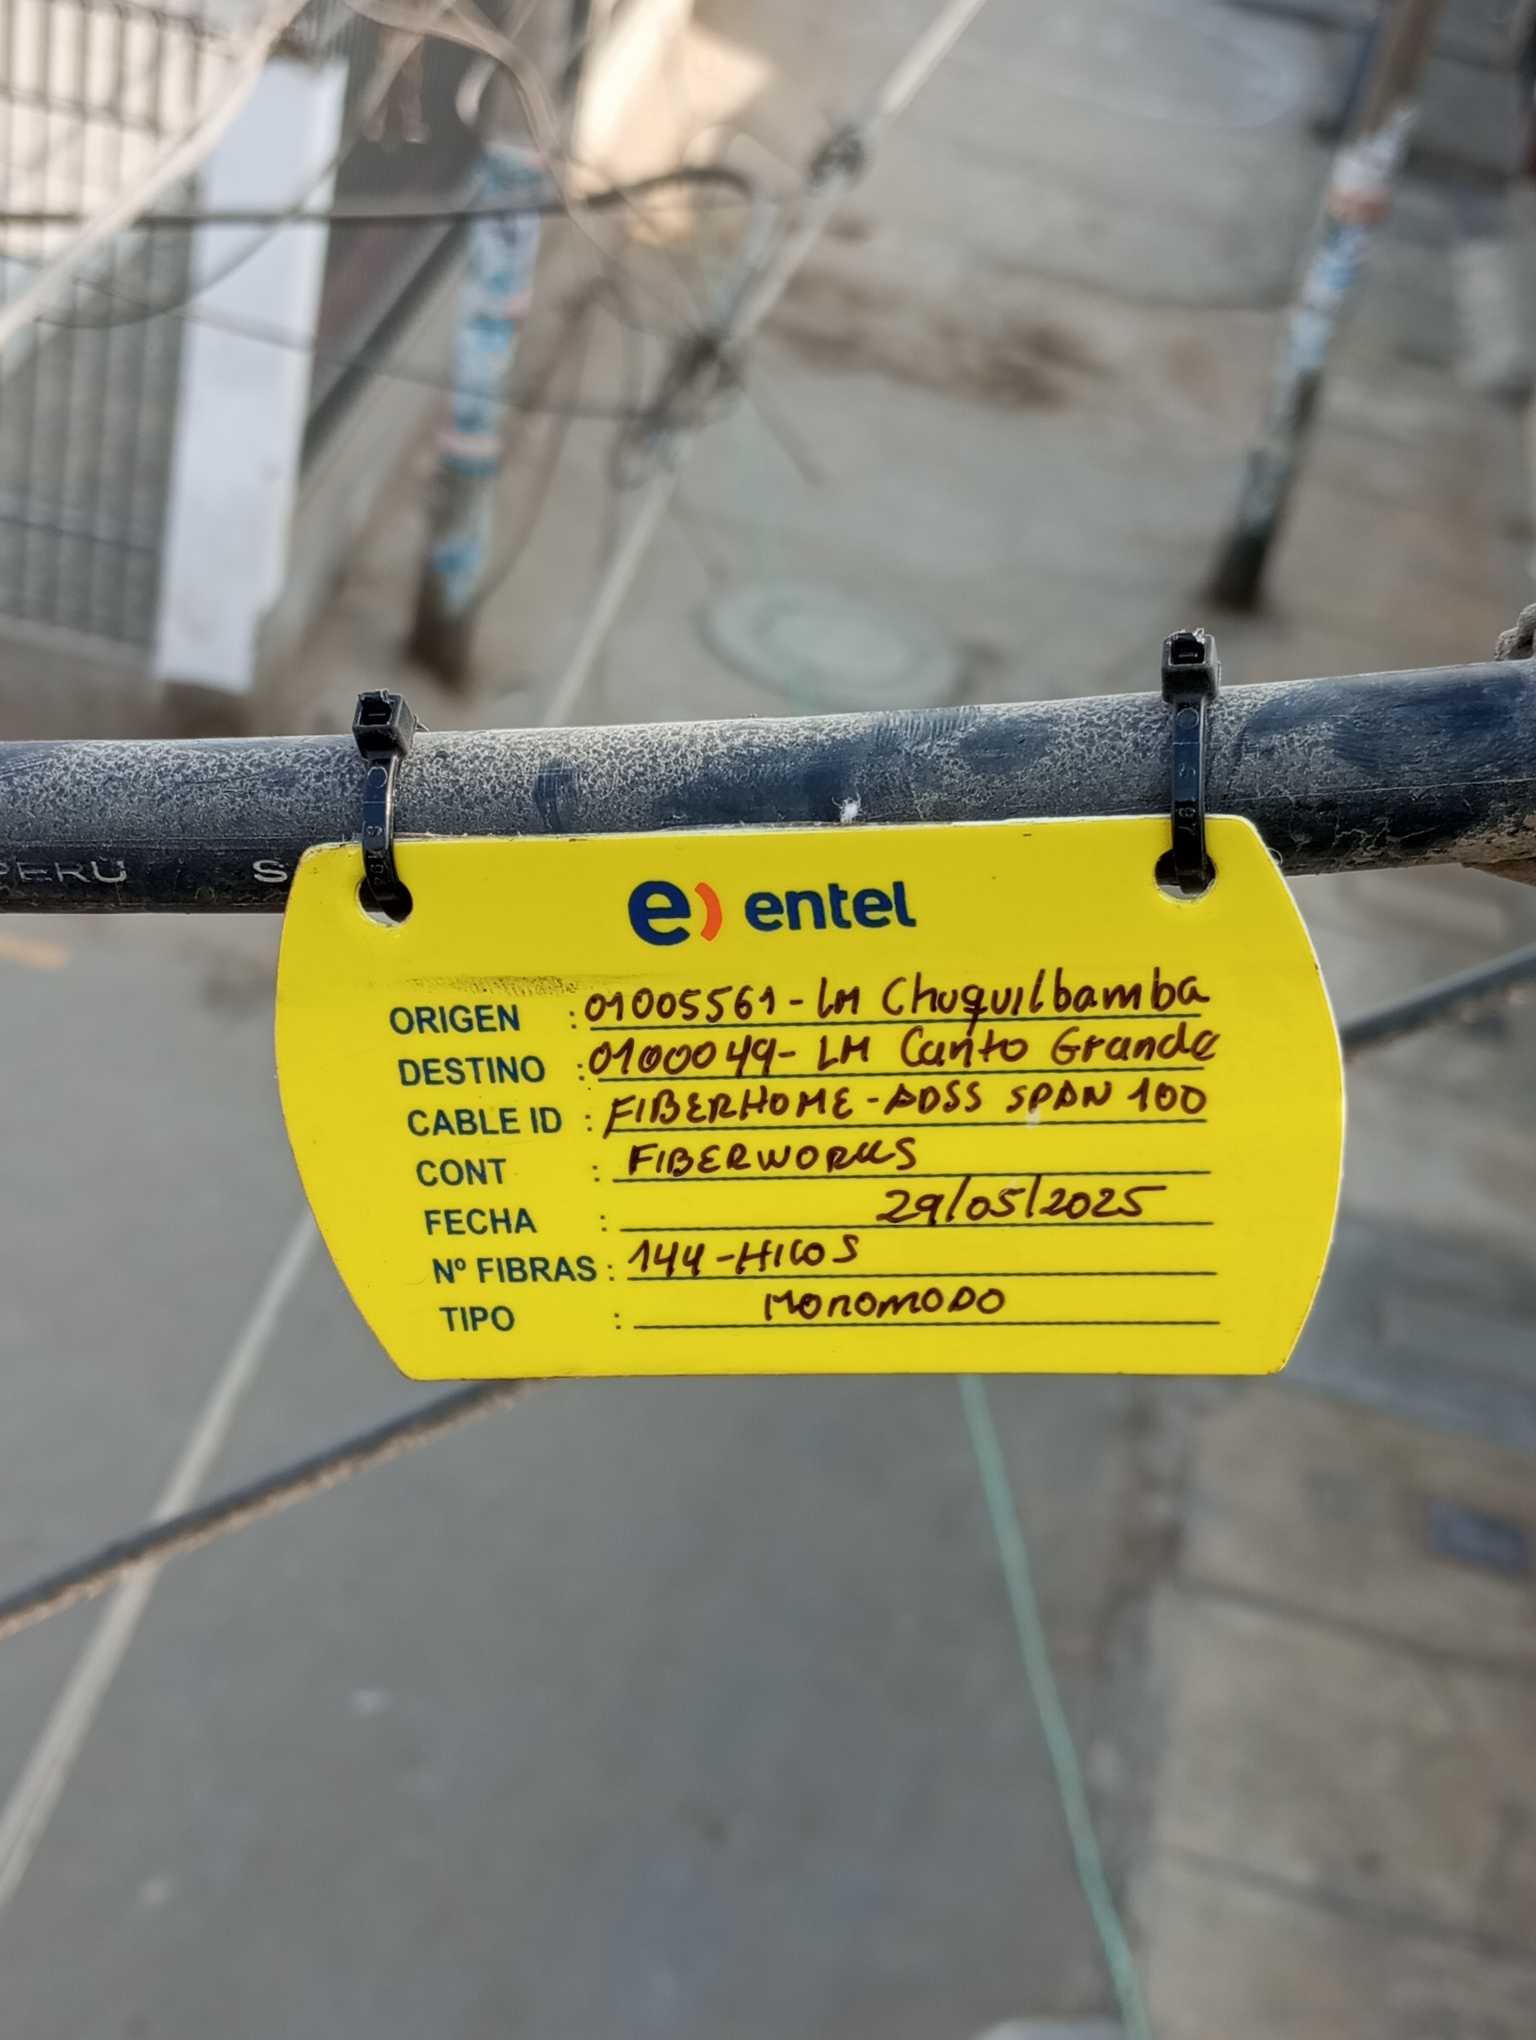 PERU S
e) entel
ORIGEN : 01005561 - LM Chuquilbamba
DESTINO : 0100049 - LM Canto Grande
CABLE ID : FIBERHOME - ADSS SPAN 100
CONT : FIBERWORKS
FECHA : 29/05/2025
Nº FIBRAS : 144 - HILOS
TIPO : MONOMODO